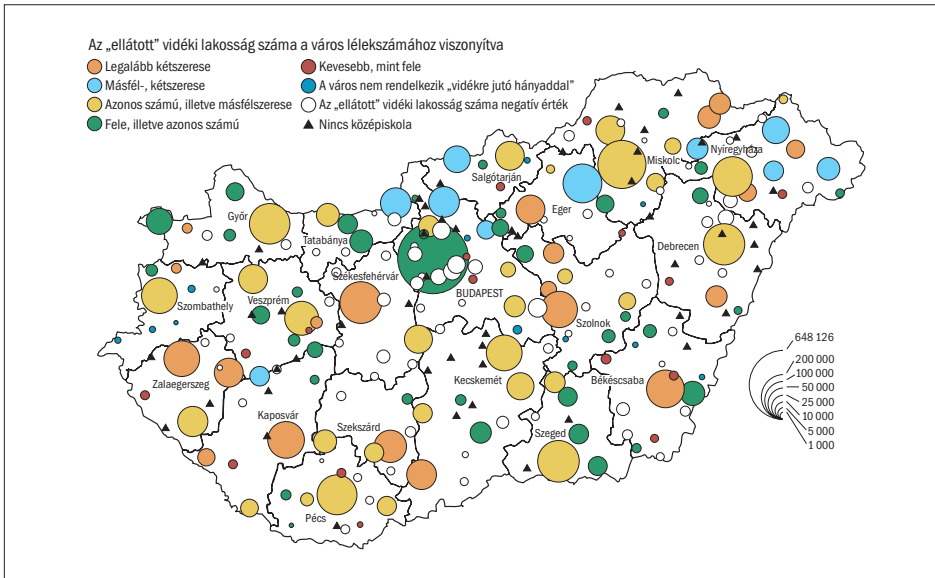 Az „ellátott” vidéki lakosság száma a város lélekszámához viszonyítva
Legalább kétszerese
Másfél-, kétszerese
Azonos számú, illetve másfélszerese
Fele, illetve azonos számú
Kevesebb, mint fele
A város nem rendelkezik „vidékre jutó hányaddal”
Az „ellátott” vidéki lakosság száma negatív érték
Nincs középiskola
Salgótarján
Miskolc
Nyíregyháza
Eger
Győr
Tatabánya
Debrecen
Székesfehérvár
BUDAPEST
Szombathely
Veszprém
Szolnok
Zalaegerszeg
Kecskemét
Békéscsaba
Kaposvár
Szekszárd
Szeged
Pécs
648 126
200 000
100 000
50 000
25 000
10 000
5 000
1 000